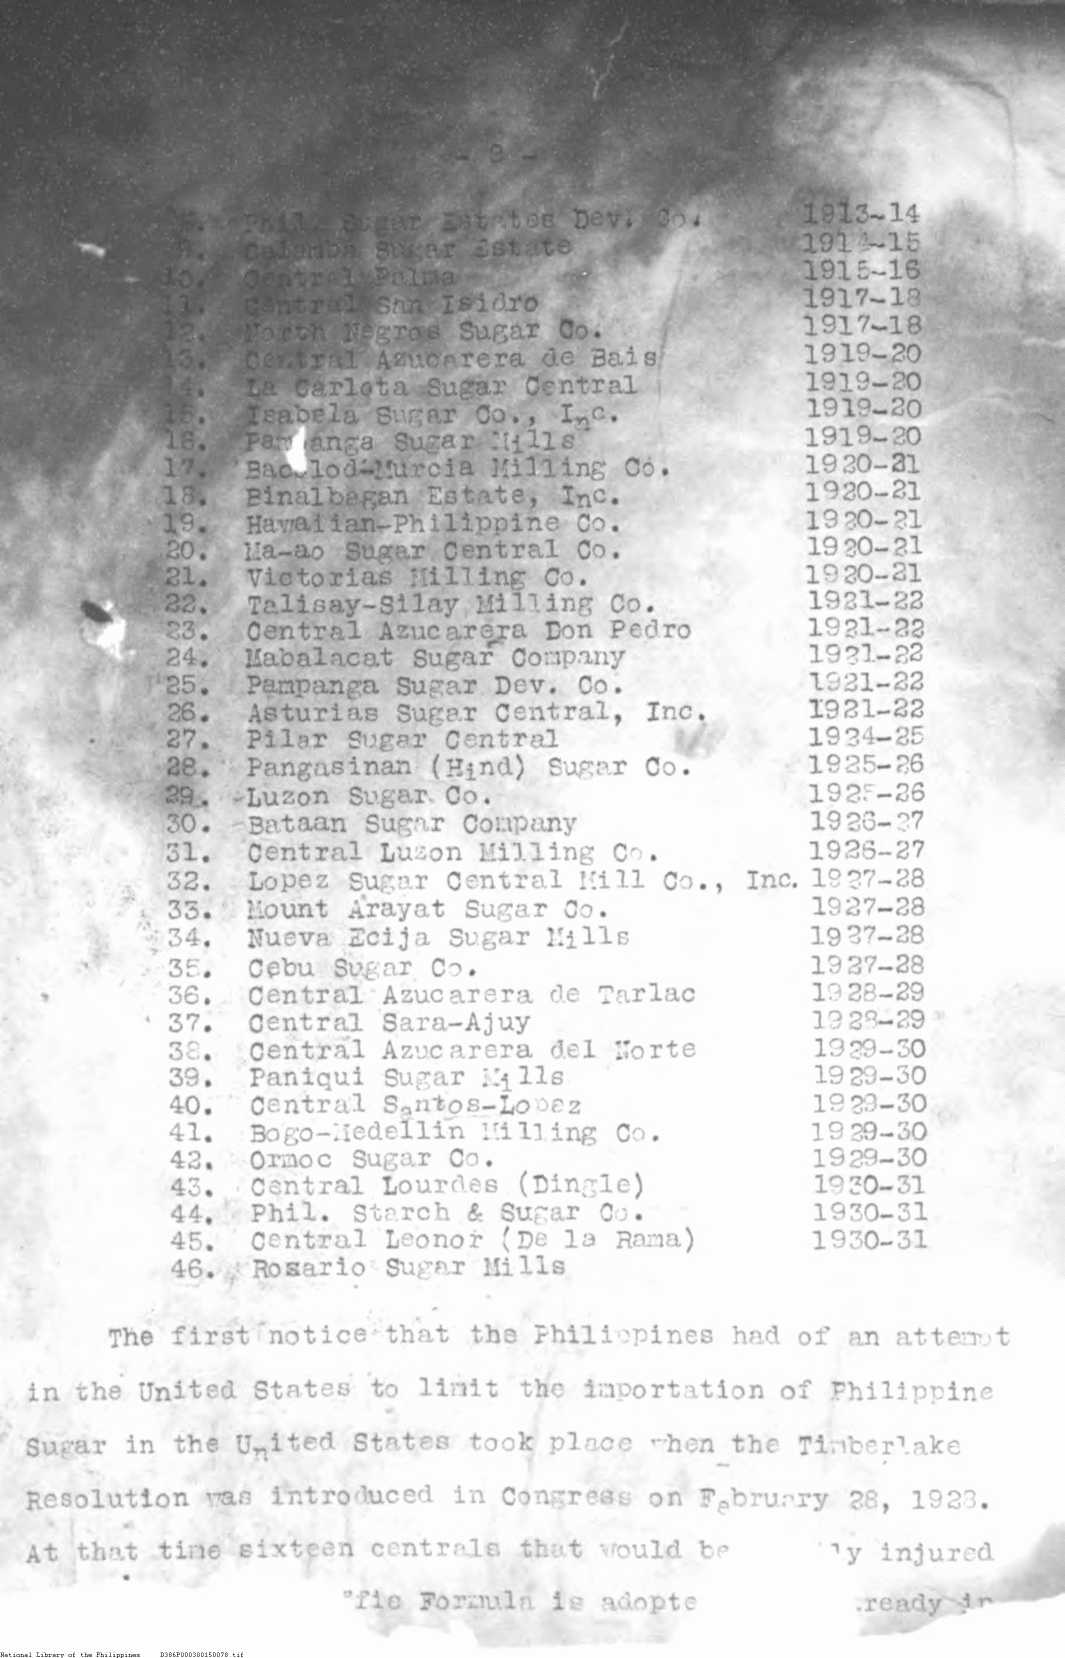 - 8 -
8. Phil. Sugar Estates Dev. Co. 1913-14
9. Calamba Sugar Estate 1914-15
10. Central Palma 1915-16
11. Central San Isidro 1917-18
12. North Negros Sugar Co. 1917-18
13. Central Azucarera de Bais 1919-20
14. La Carlota Sugar Central 1919-20
15. Isabela Sugar Co., Inc. 1919-20
16. Pampanga Sugar Mills 1919-20
17. Bacolod-Murcia Milling Co. 1920-21
18. Binalbagan Estate, Inc. 1920-21
19. Hawaiian-Philippine Co. 1920-21
20. Ma-ao Sugar Central Co. 1920-21
21. Victorias Milling Co. 1920-21
22. Talisay-Silay Milling Co. 1921-22
23. Central Azucarera Don Pedro 1921-22
24. Mabalacat Sugar Company 1921-22
25. Pampanga Sugar Dev. Co. 1921-22
26. Asturias Sugar Central, Inc. 1921-22
27. Pilar Sugar Central 1924-25
28. Pangasinan (Hind) Sugar Co. 1925-26
29. Luzon Sugar Co. 1925-26
30. Bataan Sugar Company 1926-27
31. Central Luzon Milling Co. 1926-27
32. Lopez Sugar Central Mill Co., Inc. 1927-28
33. Mount Arayat Sugar Co. 1927-28
34. Nueva Ecija Sugar Mills 1927-28
35. Cebu Sugar Co. 1927-28
36. Central Azucarera de Tarlac 1928-29
37. Central Sara-Ajuy 1928-29
38. Central Azucarera del Norte 1929-30
39. Paniqui Sugar Mills 1929-30
40. Central Santos-Lopez 1929-30
41. Bogo-Medellin Milling Co. 1929-30
42. Ormoc Sugar Co. 1929-30
43. Central Lourdes (Dingle) 1930-31
44. Phil. Starch & Sugar Co. 1930-31
45. Central Leonor (De la Rama) 1930-31
46. Rosario Sugar Mills
The first notice that the Philippines had of an attempt
in the United States to limit the importation of Philippine
Sugar in the United States took place when the Timberlake
Resolution was introduced in Congress on February 28, 1928.
At that time sixteen centrals that would be ly injured
fic Formula is adopte ready in
National Library of the Philippines D386P000380150078.tif